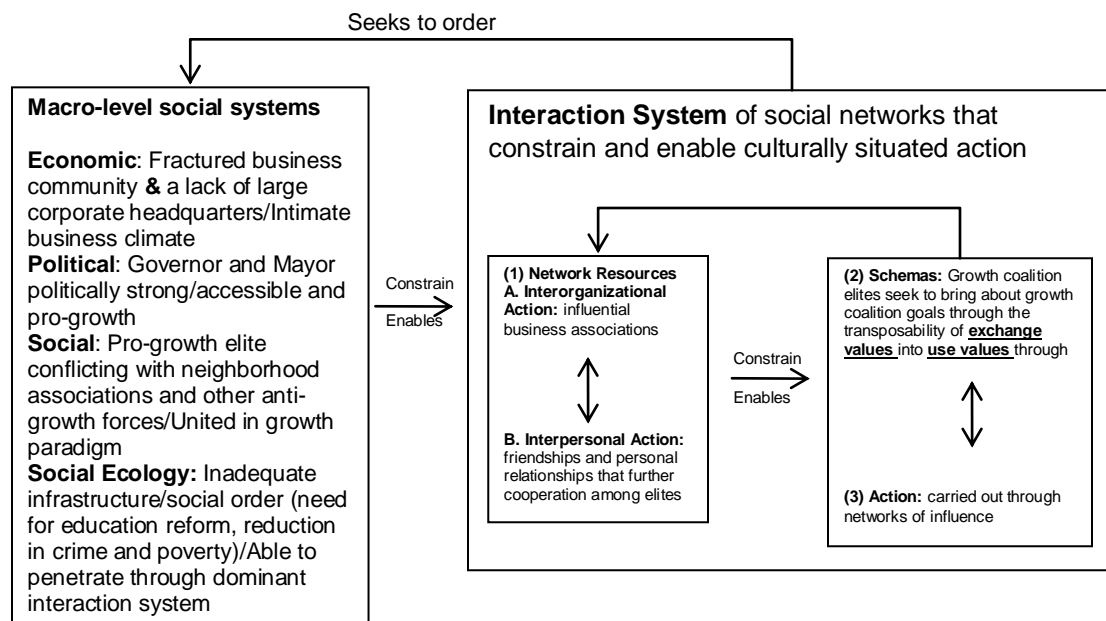 Seeks to order
Macro-level social systems
Economic: Fractured business
community & a lack of large
corporate headquarters/Intimate
business climate
Political: Governor and Mayor
politically strong/accessible and
pro-growth
Social: Pro-growth elite
conflicting with neighborhood
associations and other anti-
growth forces/United in growth
paradigm
Social Ecology: Inadequate
infrastructure/social order (need
for education reform, reduction
in crime and poverty)/Able to
penetrate through dominant
interaction system
Constrain
Enables
Interaction System of social networks that
constrain and enable culturally situated action
(1) Network Resources
A. Interorganizational
Action: influential
business associations
B. Interpersonal Action:
friendships and personal
relationships that further
cooperation among elites
Constrain
Enables
(2) Schemas: Growth coalition
elites seek to bring about growth
coalition goals through the
transposability of exchange
values into use values through
(3) Action: carried out through
networks of influence